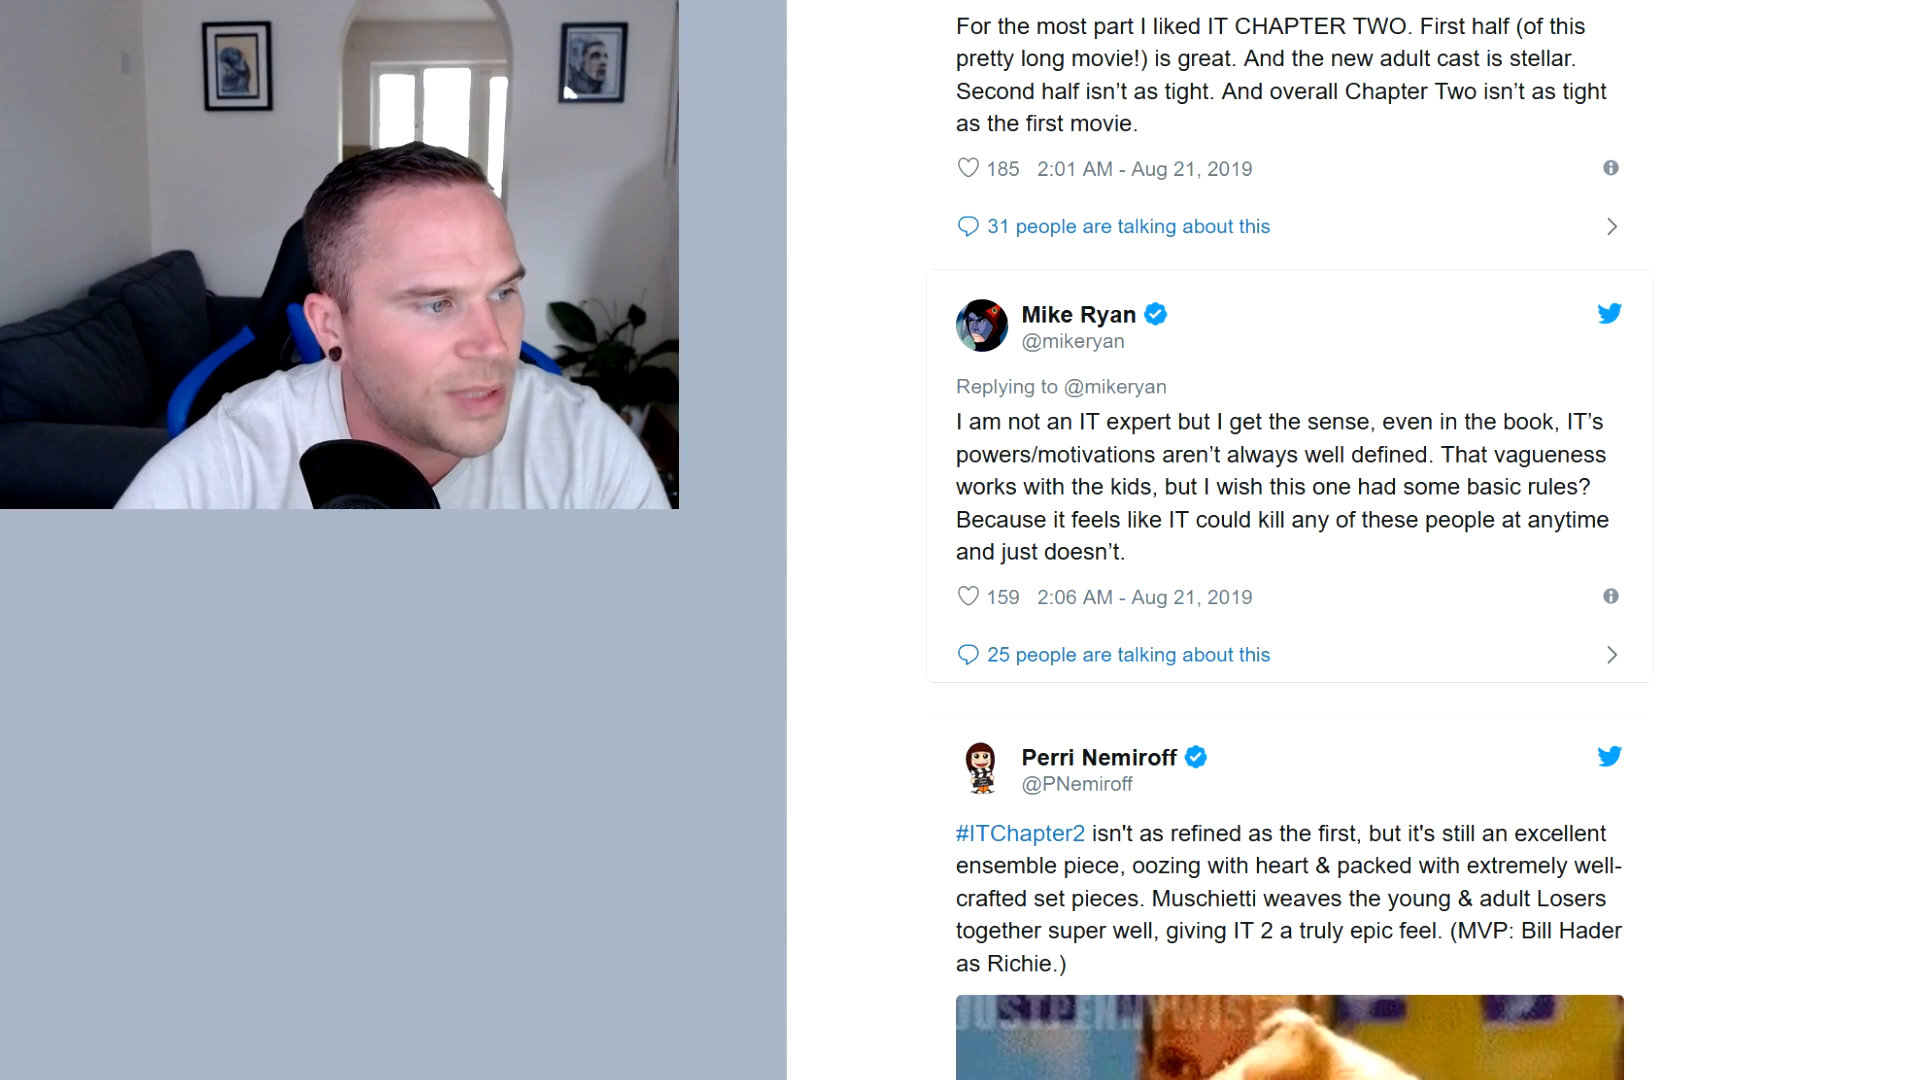 For the most part I liked IT CHAPTER TWO. First half (of this
pretty long movie!) is great. And the new adult cast is stellar.
Second half isn’t as tight. And overall Chapter Two isn’t as tight
as the first movie.
185 2:01 AM - Aug 21, 2019
31 people are talking about this
Mike Ryan
@mikeryan
Replying to @mikeryan
I am not an IT expert but I get the sense, even in the book, IT’s
powers/motivations aren’t always well defined. That vagueness
works with the kids, but I wish this one had some basic rules?
Because it feels like IT could kill any of these people at anytime
and just doesn’t.
159 2:06 AM - Aug 21, 2019
25 people are talking about this
Perri Nemiroff
@PNemiroff
#ITChapter2 isn't as refined as the first, but it's still an excellent
ensemble piece, oozing with heart & packed with extremely well-
crafted set pieces. Muschietti weaves the young & adult Losers
together super well, giving IT 2 a truly epic feel. (MVP: Bill Hader
as Richie.)
JUSTPENNYWISE